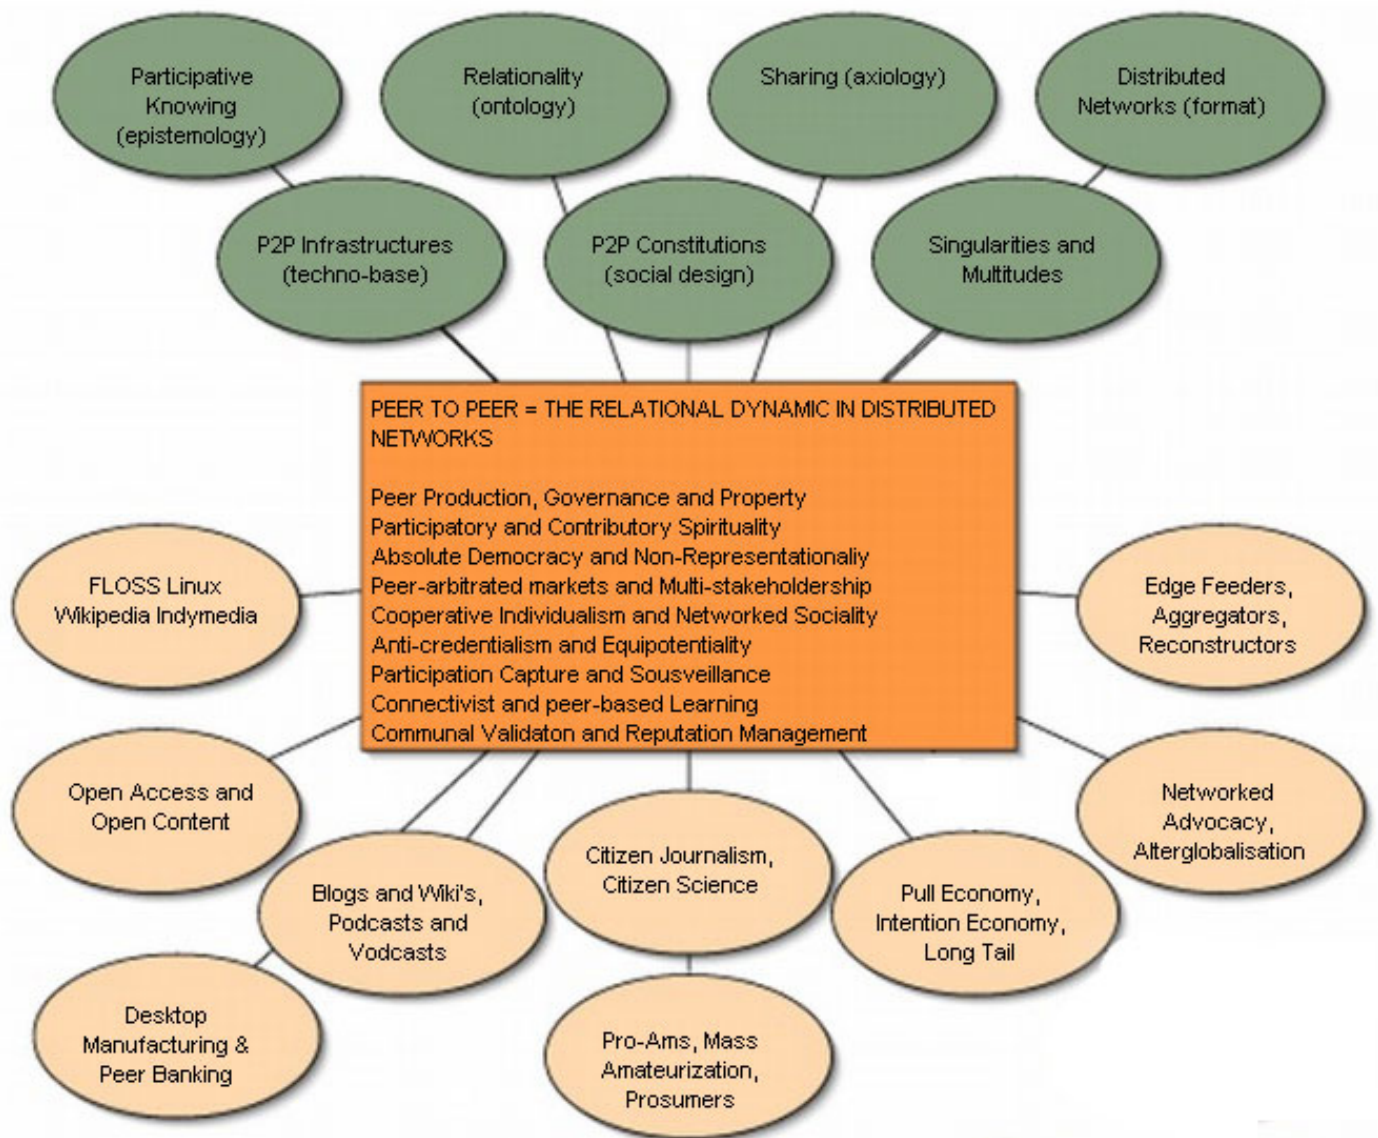 Participative
Knowing
(epistemology)
Relationality
(ontology)
Sharing (axiology)
Distributed
Networks (format)
P2P Infrastructures
(techno-base)
P2P Constitutions
(social design)
Singularities and
Multitudes
PEER TO PEER = THE RELATIONAL DYNAMIC IN DISTRIBUTED
NETWORKS
Peer Production, Governance and Property
Participatory and Contributory Spirituality
Absolute Democracy and Non-Representationaliy
Peer-arbitrated markets and Multi-stakeholdership
Cooperative Individualism and Networked Sociality
Anti-credentialism and Equipotentiality
Participation Capture and Sousveillance
Connectivist and peer-based Learning
Communal Validaton and Reputation Management
FLOSS Linux
Wikipedia Indymedia
Edge Feeders,
Aggregators,
Reconstructors
Open Access and
Open Content
Networked
Advocacy,
Alterglobalisation
Blogs and Wiki's,
Podcasts and
Vodcasts
Citizen Journalism,
Citizen Science
Pull Economy,
Intention Economy,
Long Tail
Desktop
Manufacturing &
Peer Banking
Pro-Ams, Mass
Amateurization,
Prosumers